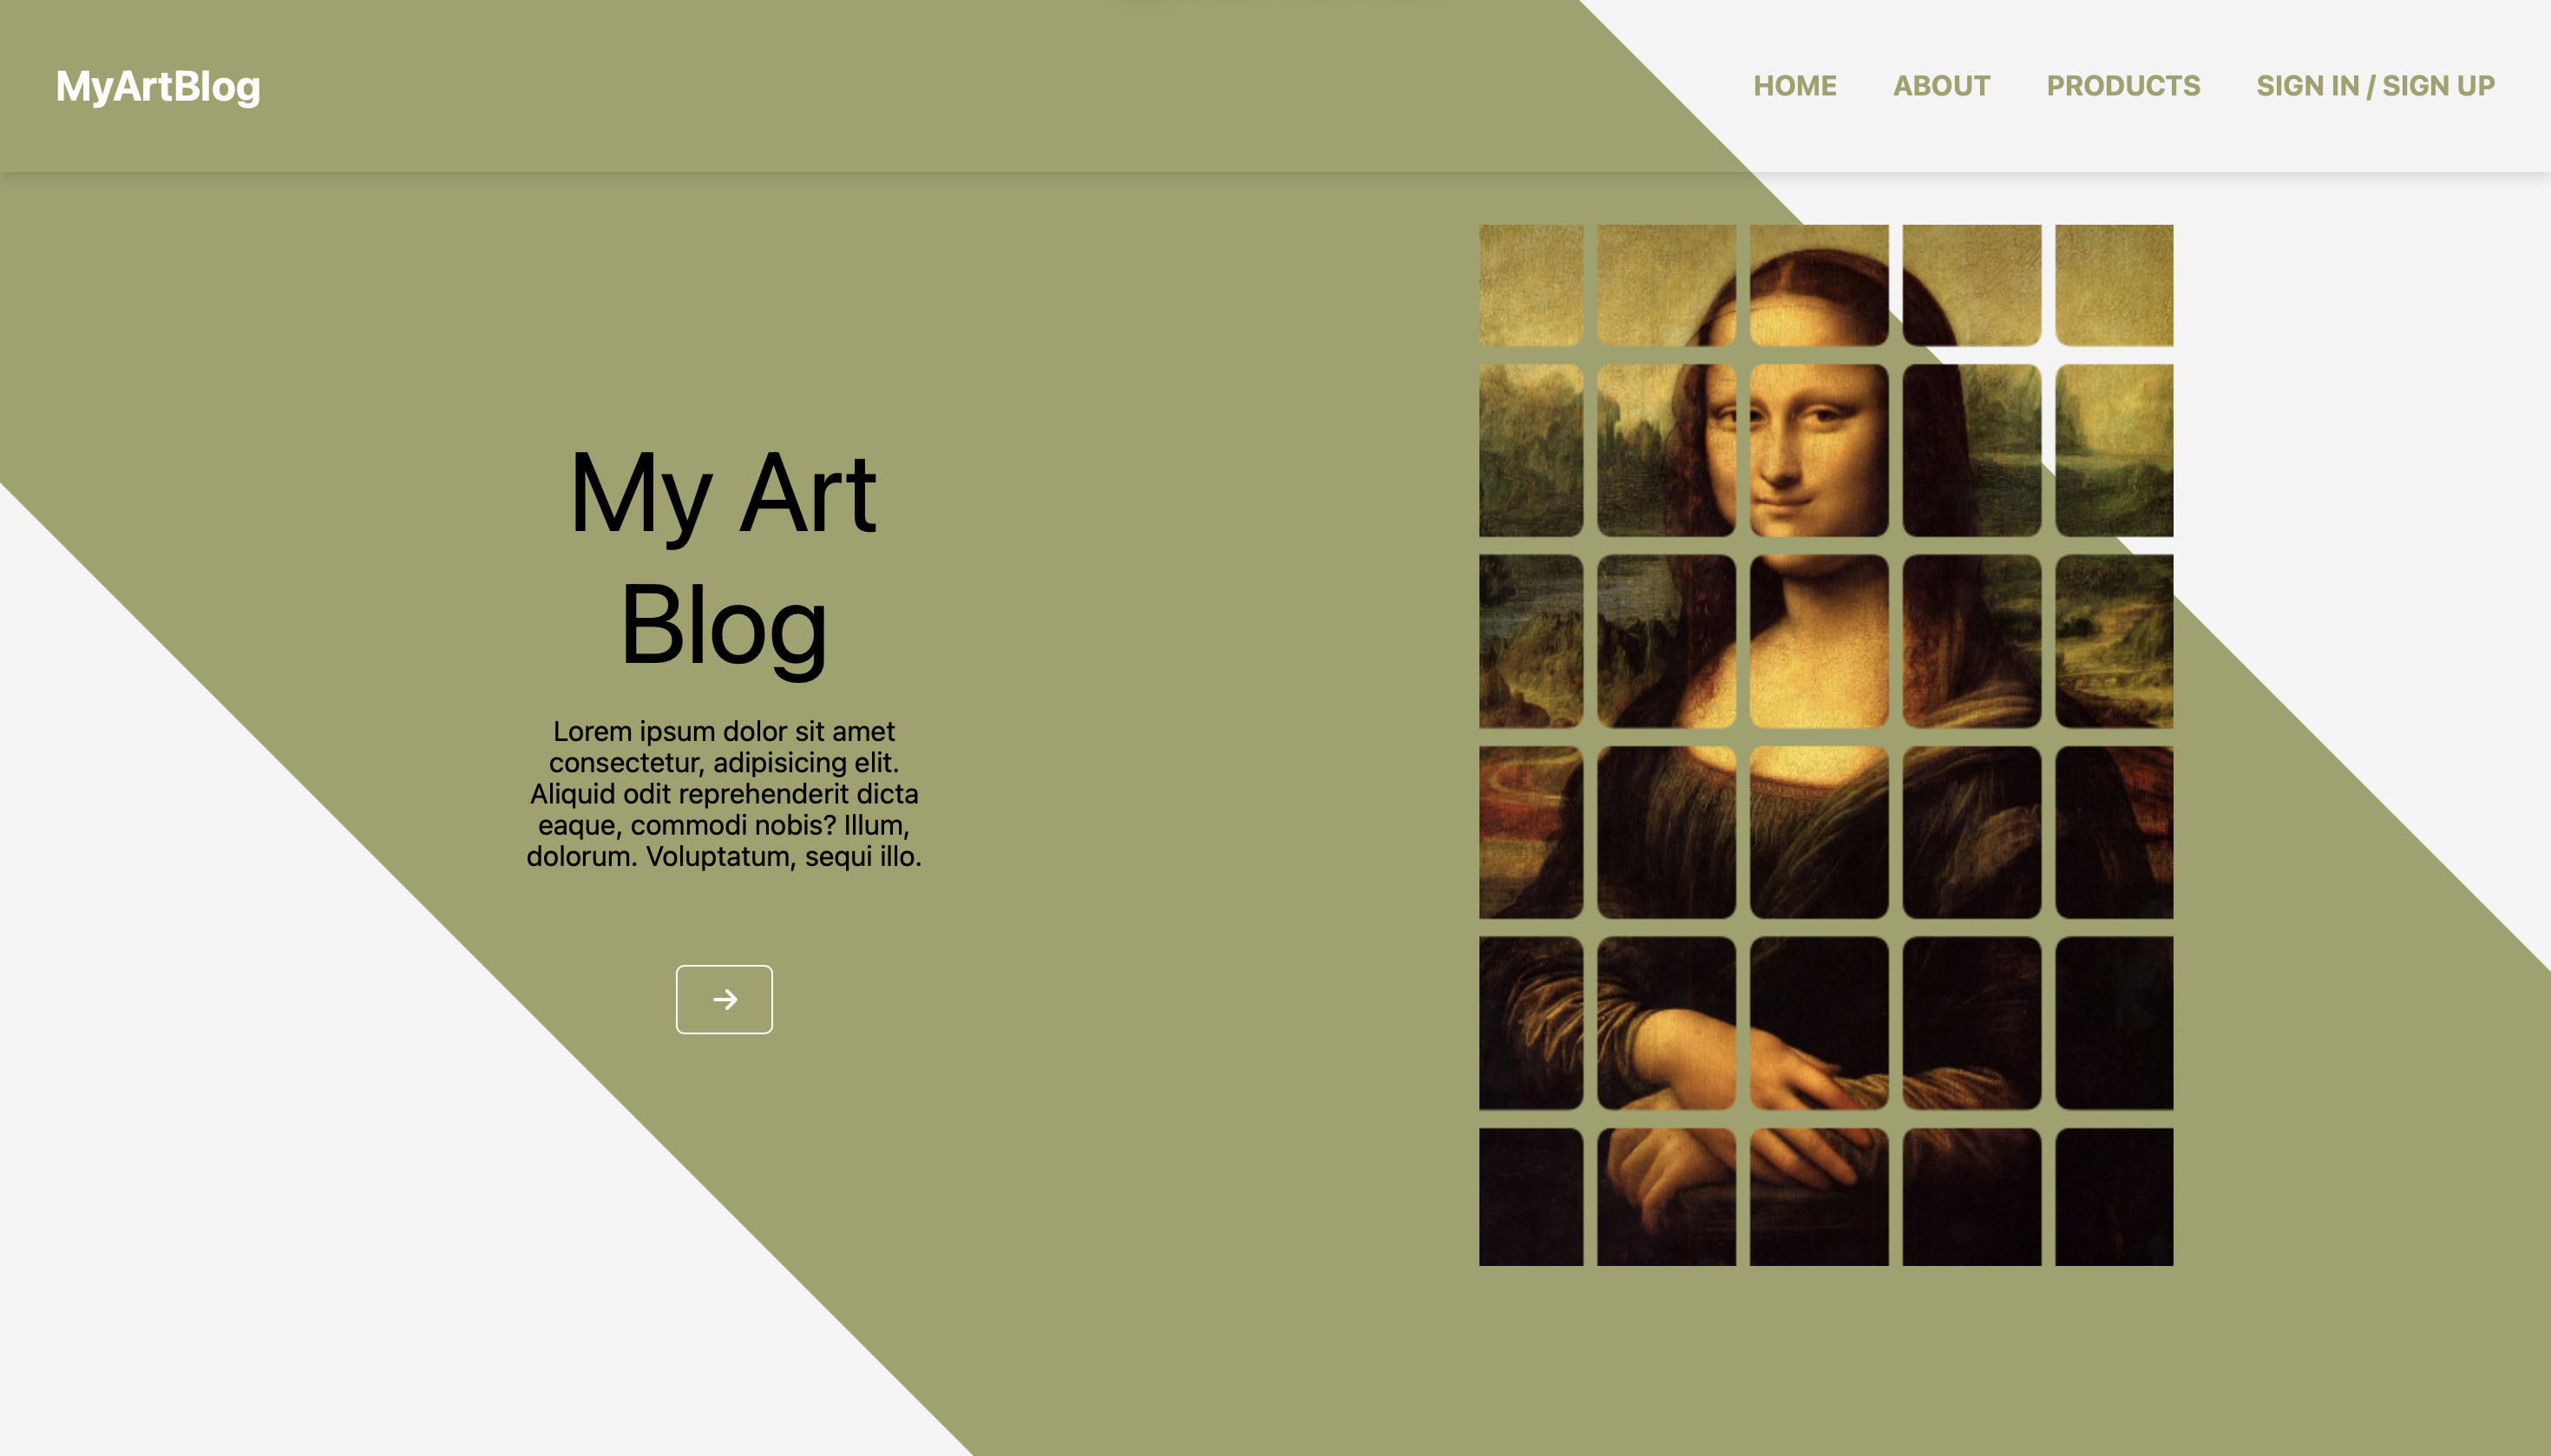 MyArtBlog
HOME ABOUT PRODUCTS SIGN IN / SIGN UP
My Art
Blog
Lorem ipsum dolor sit amet
consectetur, adipisicing elit.
Aliquid odit reprehenderit dicta
eaque, commodi nobis? Illum,
dolorum. Voluptatum, sequi illo.